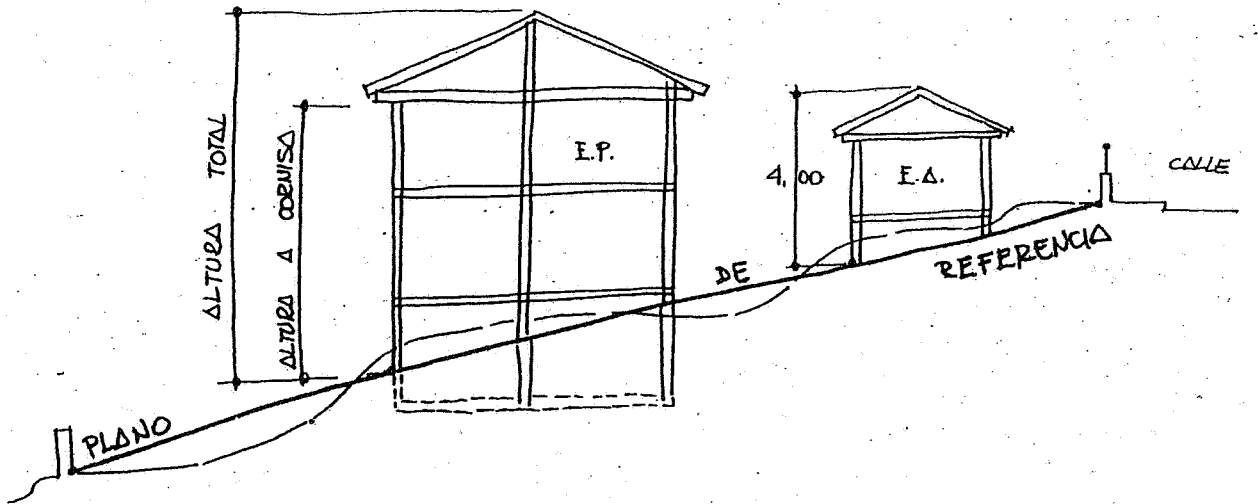 ALTURA TOTAL
ALTURA A CORNISA
E.P.
4,00
E.A.
CALLE
PLANO DE REFERENCIA